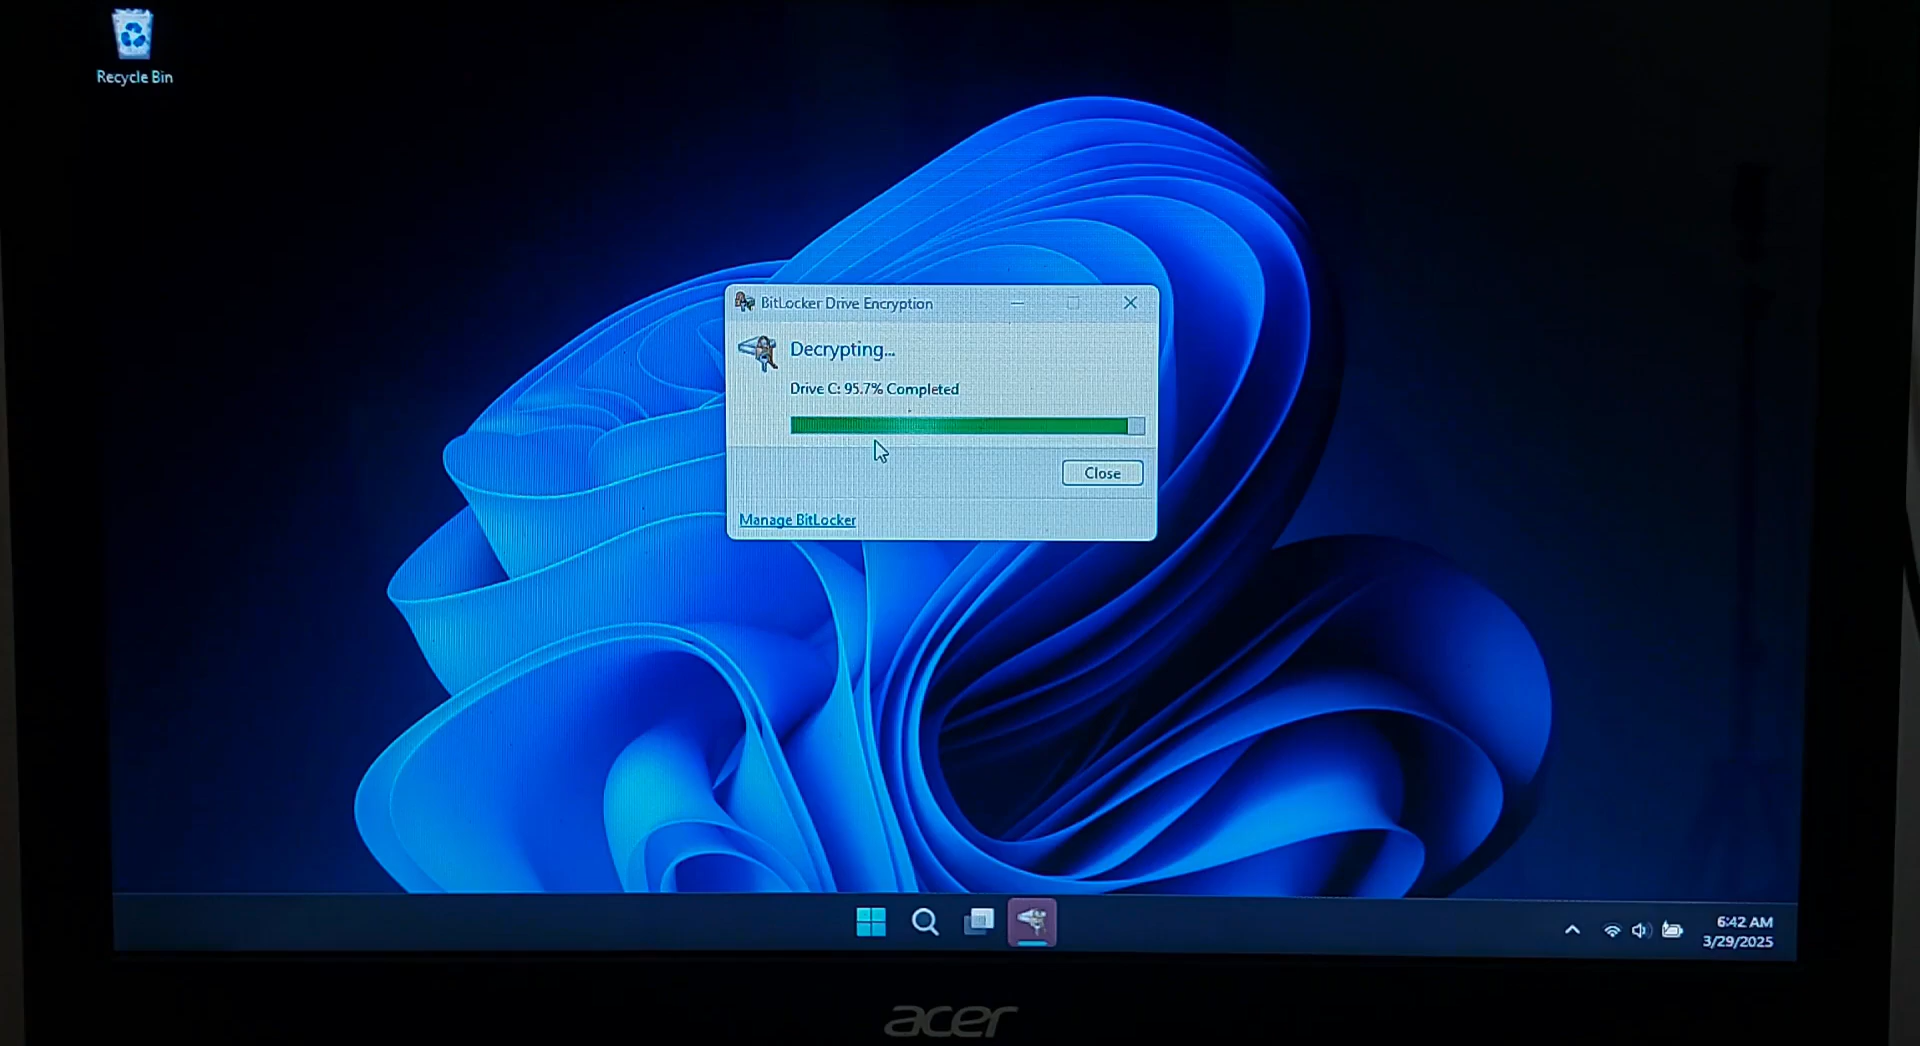 Recycle Bin
BitLocker Drive Encryption
Decrypting...
Drive C: 95.7% Completed
Close
Manage BitLocker
6:42 AM
3/29/2025
acer